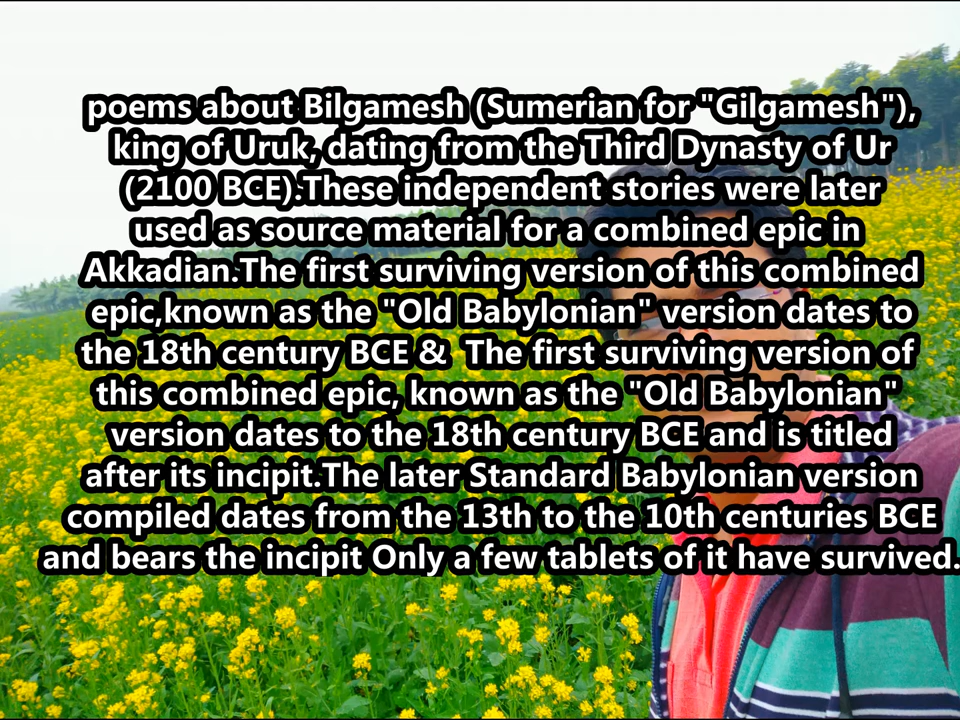 poems about Bilgamesh (Sumerian for "Gilgamesh"),
king of Uruk, dating from the Third Dynasty of Ur
(2100 BCE).These independent stories were later
used as source material for a combined epic in
Akkadian.The first surviving version of this combined
epic,known as the "Old Babylonian" version dates to
the 18th century BCE &  The first surviving version of
this combined epic, known as the "Old Babylonian"
version dates to the 18th century BCE and is titled
after its incipit.The later Standard Babylonian version
compiled dates from the 13th to the 10th centuries BCE
and bears the incipit Only a few tablets of it have survived.